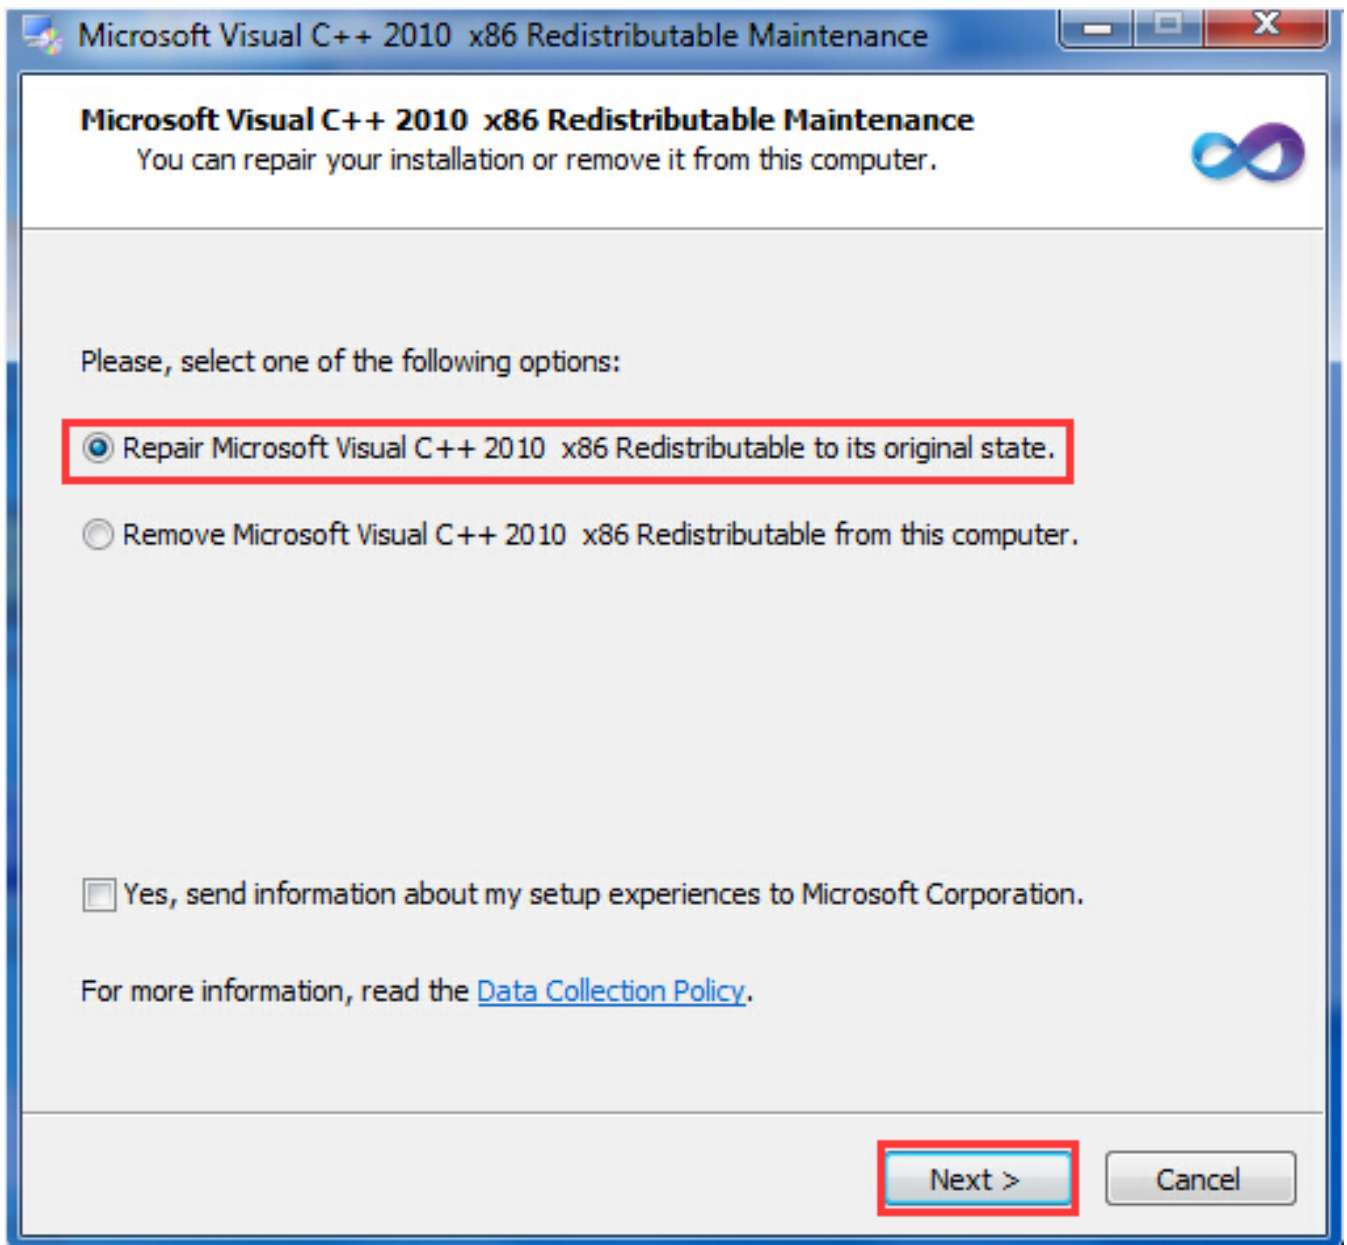 Microsoft Visual C++ 2010  x86 Redistributable Maintenance
Microsoft Visual C++ 2010  x86 Redistributable Maintenance
You can repair your installation or remove it from this computer.
Please, select one of the following options:
Repair Microsoft Visual C++ 2010  x86 Redistributable to its original state.
Remove Microsoft Visual C++ 2010  x86 Redistributable from this computer.
Yes, send information about my setup experiences to Microsoft Corporation.
For more information, read the Data Collection Policy.
Next >
Cancel